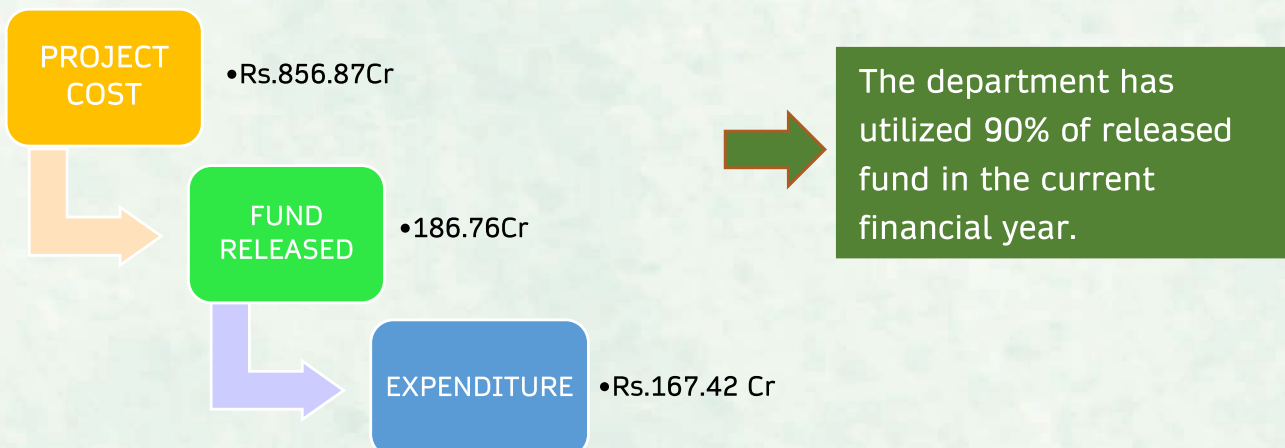 PROJECT
COST
•Rs.856.87Cr
FUND
RELEASED
•186.76Cr
EXPENDITURE
•Rs.167.42 Cr
The department has
utilized 90% of released
fund in the current
financial year.